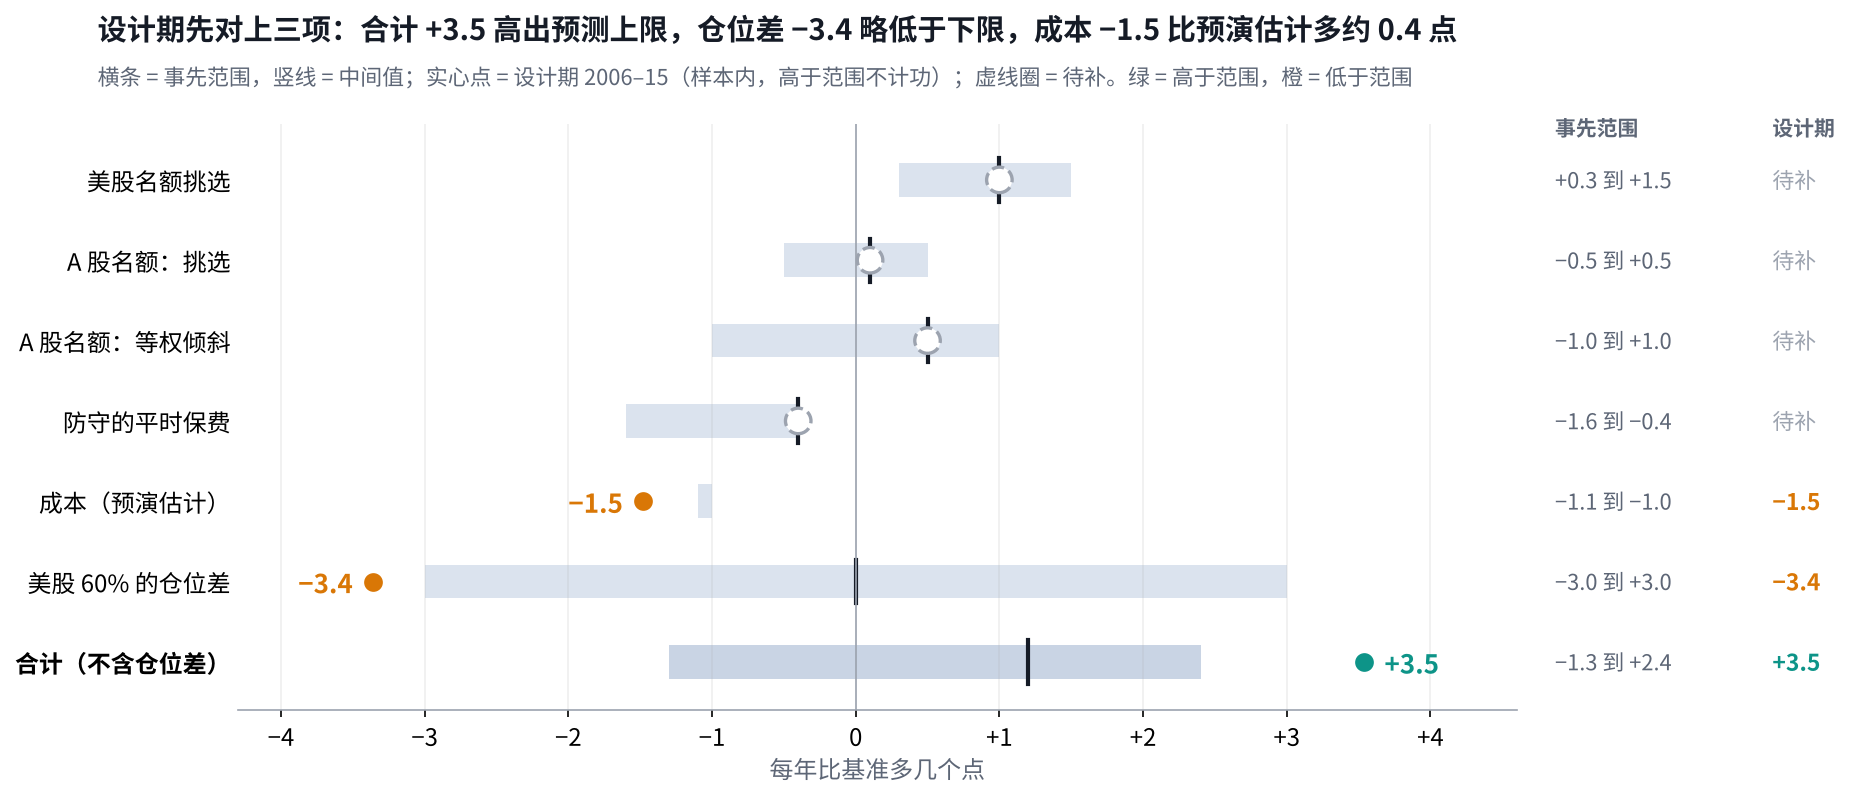 设计期先对上三项：合计 +3.5 高出预测上限，仓位差 −3.4 略低于下限，成本 −1.5 比预演估计多约 0.4 点
横条 = 事先范围，竖线 = 中间值；实心点 = 设计期 2006–15（样本内，高于范围不计功）；虚线圈 = 待补。绿 = 高于范围，橙 = 低于范围
事先范围 设计期
美股名额挑选 +0.3 到 +1.5 待补
A 股名额：挑选 −0.5 到 +0.5 待补
A 股名额：等权倾斜 −1.0 到 +1.0 待补
防守的平时保费 −1.6 到 −0.4 待补
成本（预演估计） −1.5 −1.1 到 −1.0 −1.5
美股 60% 的仓位差 −3.4 −3.0 到 +3.0 −3.4
合计（不含仓位差） +3.5 −1.3 到 +2.4 +3.5
−4 −3 −2 −1 0 +1 +2 +3 +4
每年比基准多几个点